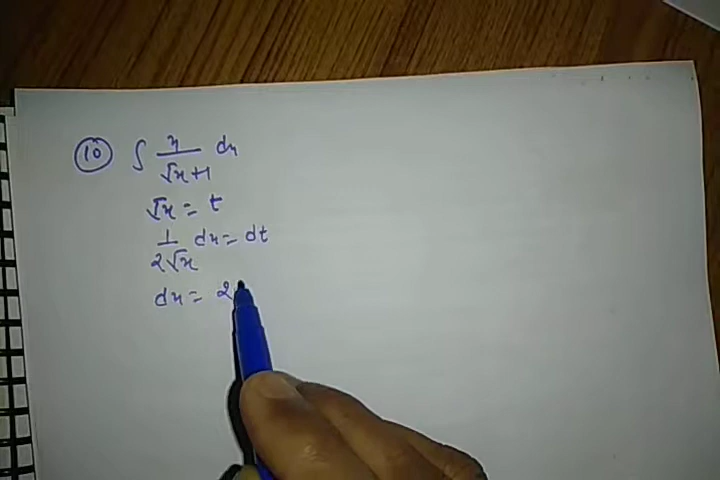 (10) ∫ x/(√x+1) dx
√x = t
1/(2√x) dx = dt
dx = 2